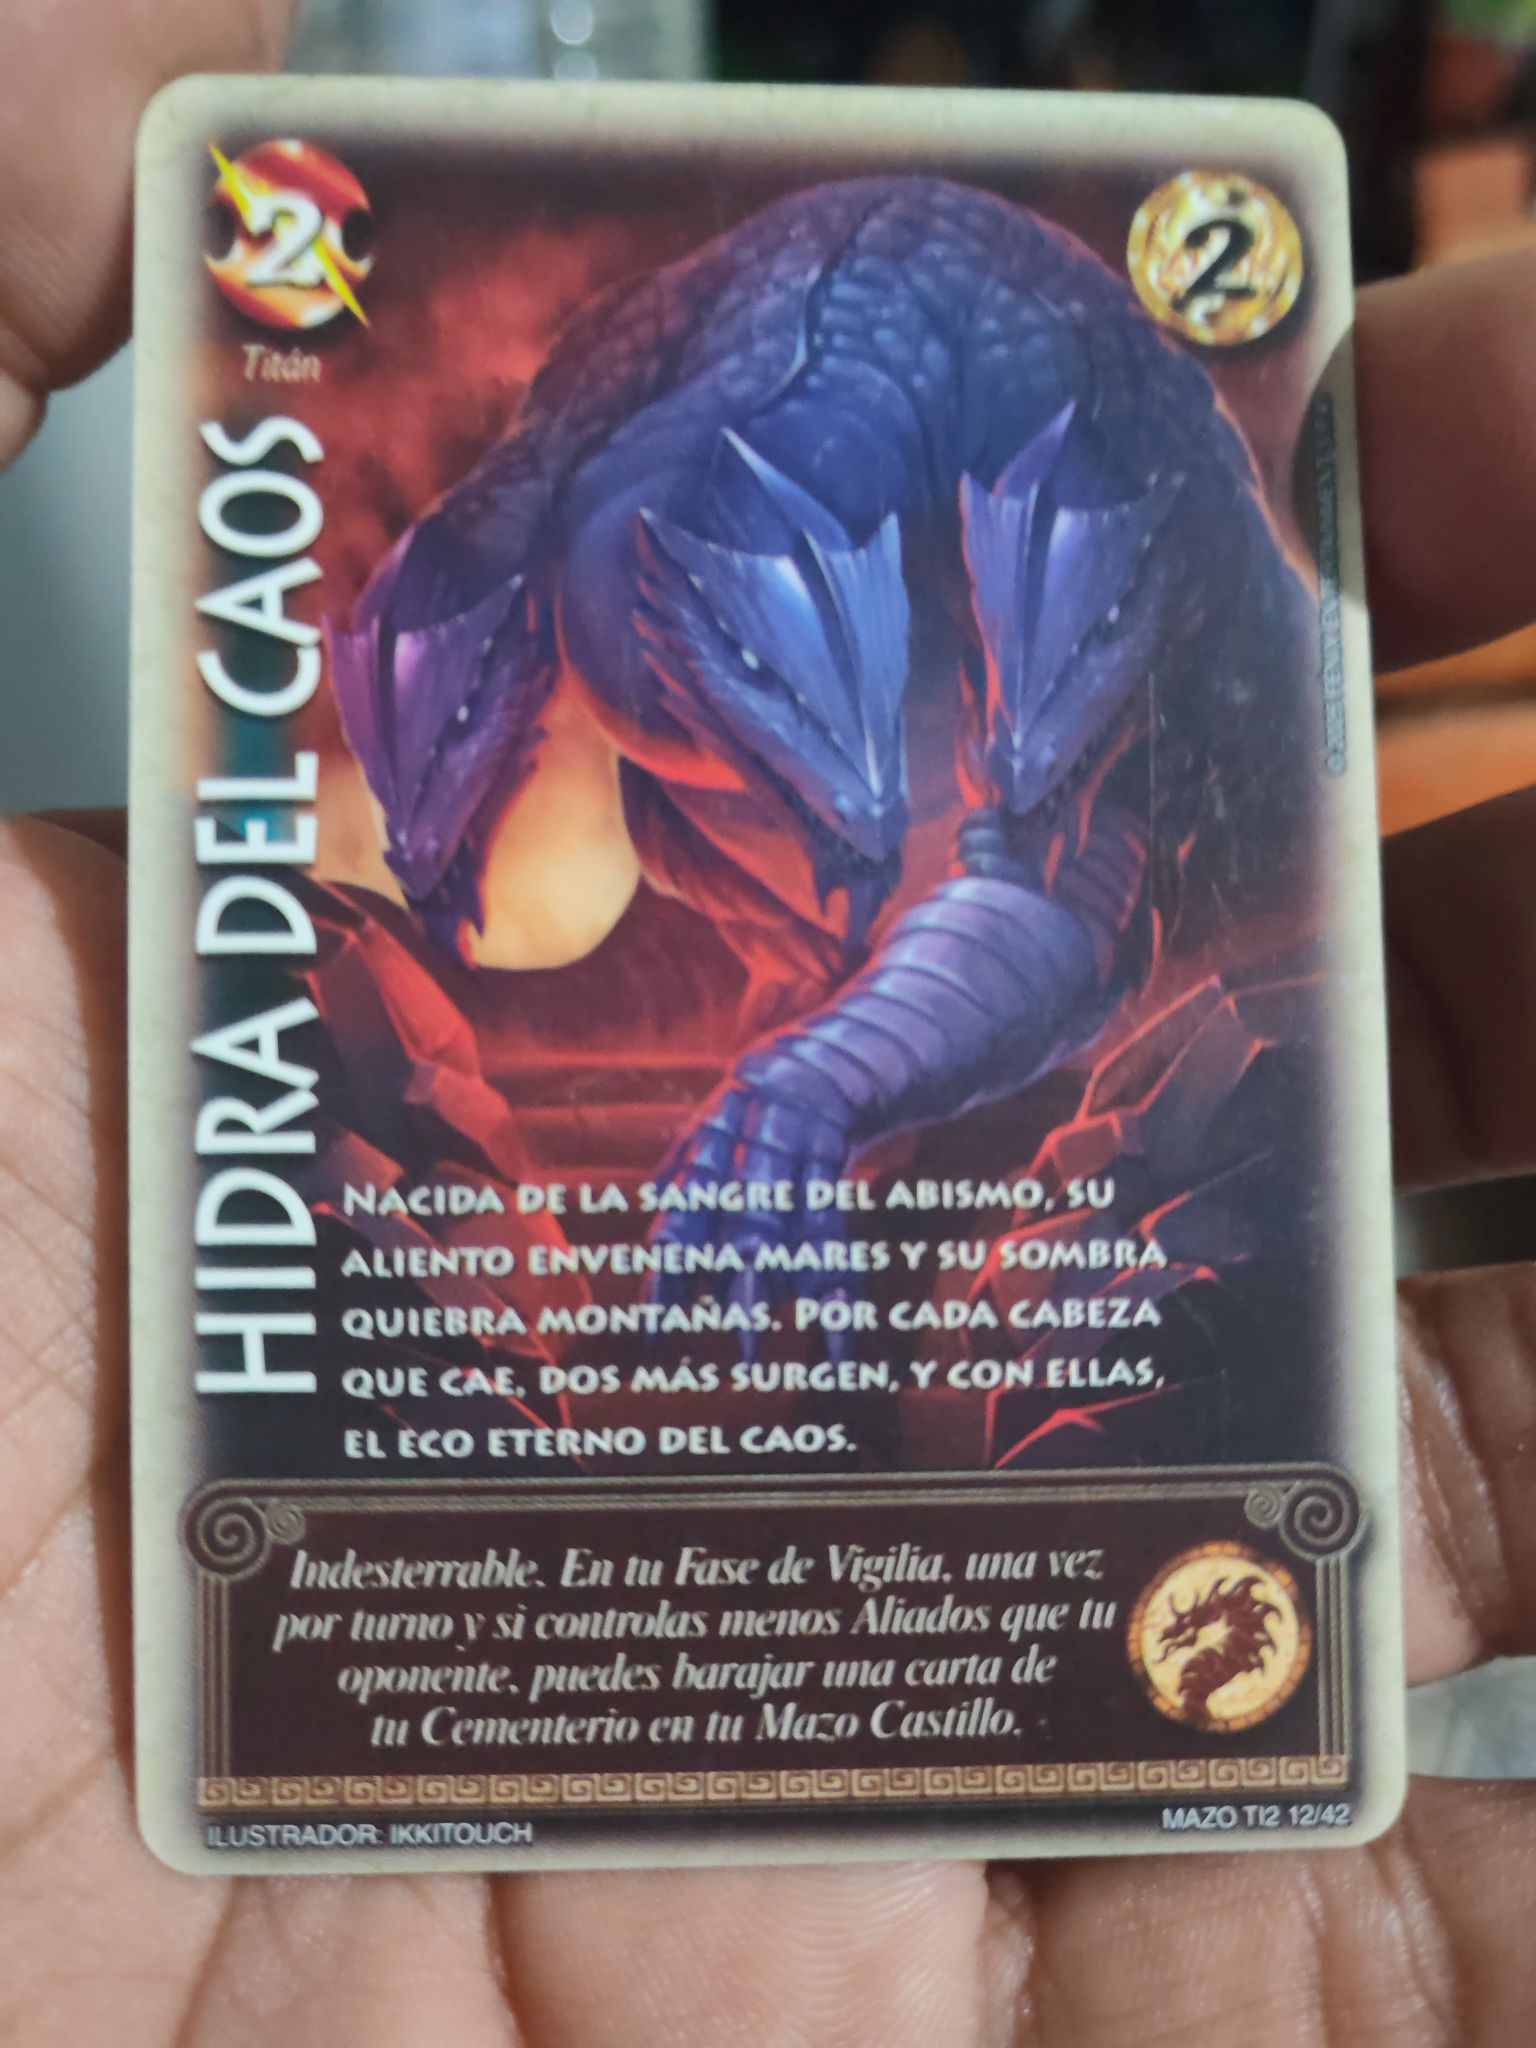 2
2
Titán
HIDRA DEL CAOS
NACIDA DE LA SANGRE DEL ABISMO, SU
ALIENTO ENVENENA MARES Y SU SOMBRA
QUIEBRA MONTAÑAS. POR CADA CABEZA
QUE CAE, DOS MÁS SURGEN, Y CON ELLAS,
EL ECO ETERNO DEL CAOS.
Indesterrable. En tu Fase de Vigilia, una vez
por turno y si controlas menos Aliados que tu
oponente, puedes barajar una carta de
tu Cementerio en tu Mazo Castillo.
ILUSTRADOR: IKKITOUCH
MAZO TI2 12/42